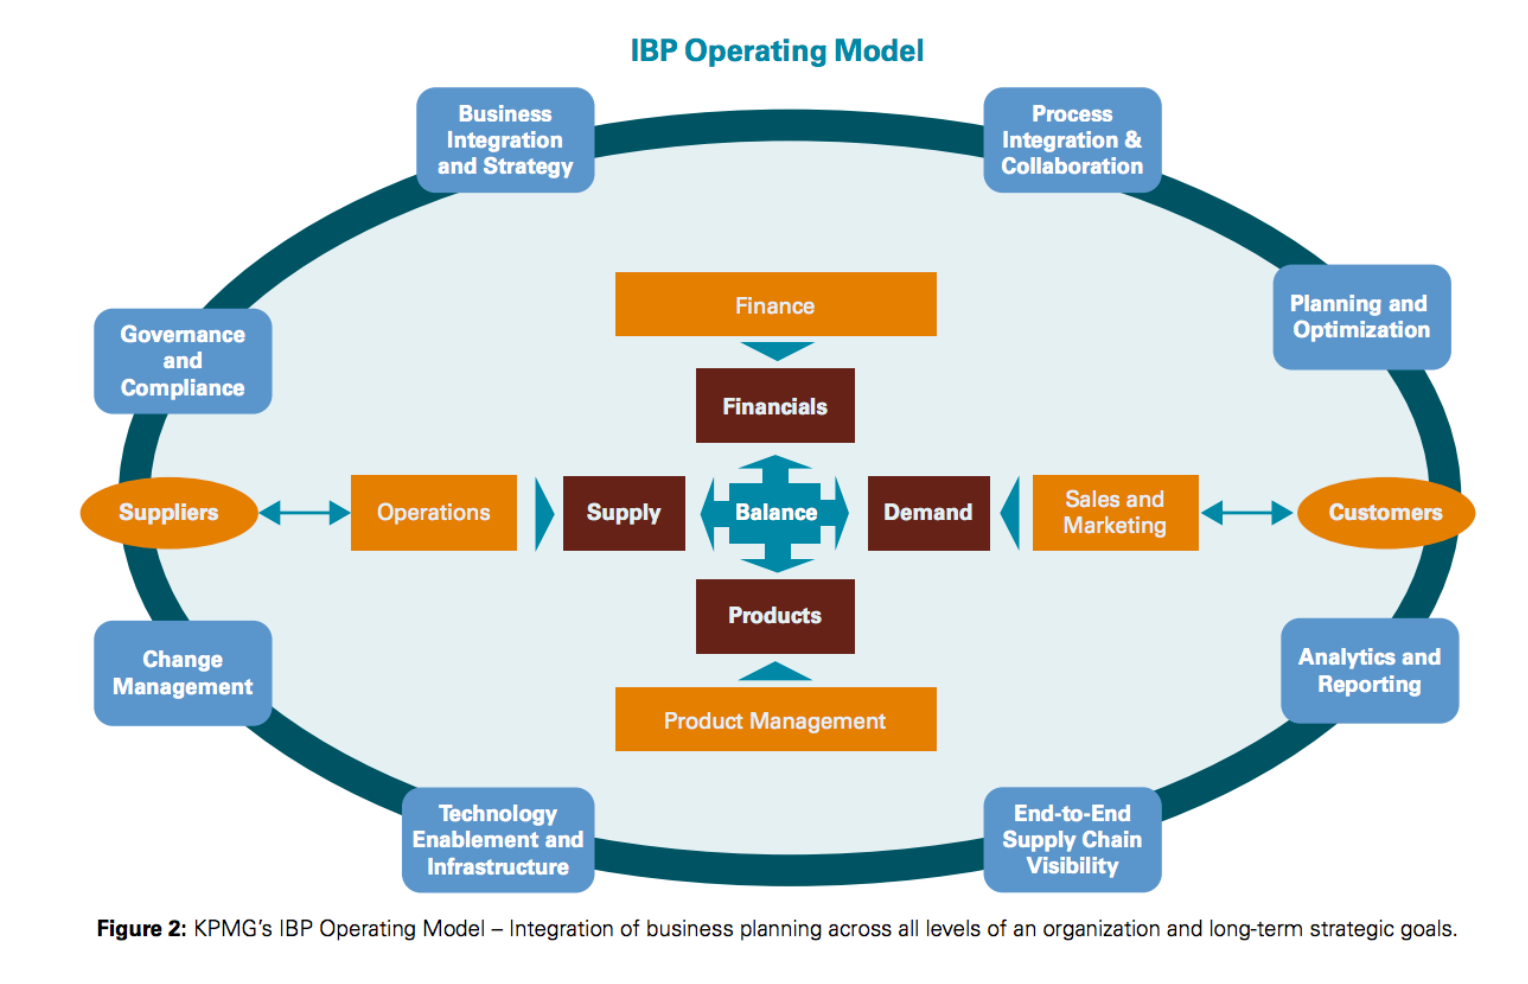 IBP Operating Model
Business
Integration
and Strategy
Process
Integration &
Collaboration
Governance
and
Compliance
Planning and
Optimization
Finance
Financials
Suppliers
Operations
Supply
Balance
Demand
Sales and
Marketing
Customers
Products
Change
Management
Analytics and
Reporting
Product Management
Technology
Enablement and
Infrastructure
End-to-End
Supply Chain
Visibility
Figure 2: KPMG’s IBP Operating Model – Integration of business planning across all levels of an organization and long-term strategic goals.